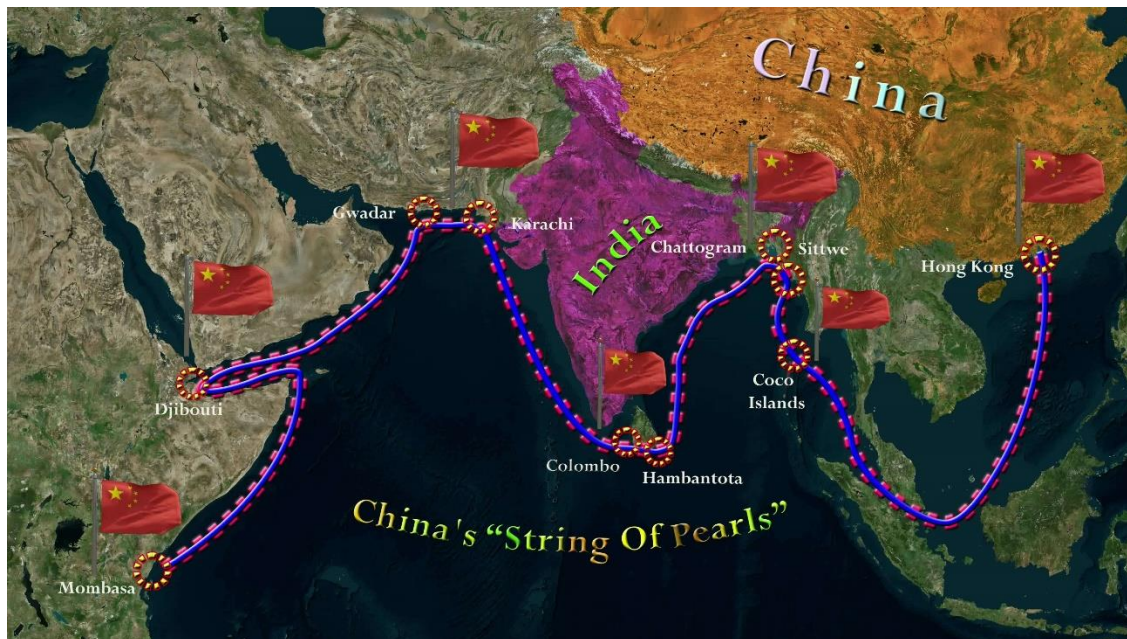 China
Gwadar
Karachi
India
Chattogram
Sittwe
Hong Kong
Coco
Islands
Djibouti
Colombo
Hambantota
China's “String Of Pearls”
Mombasa